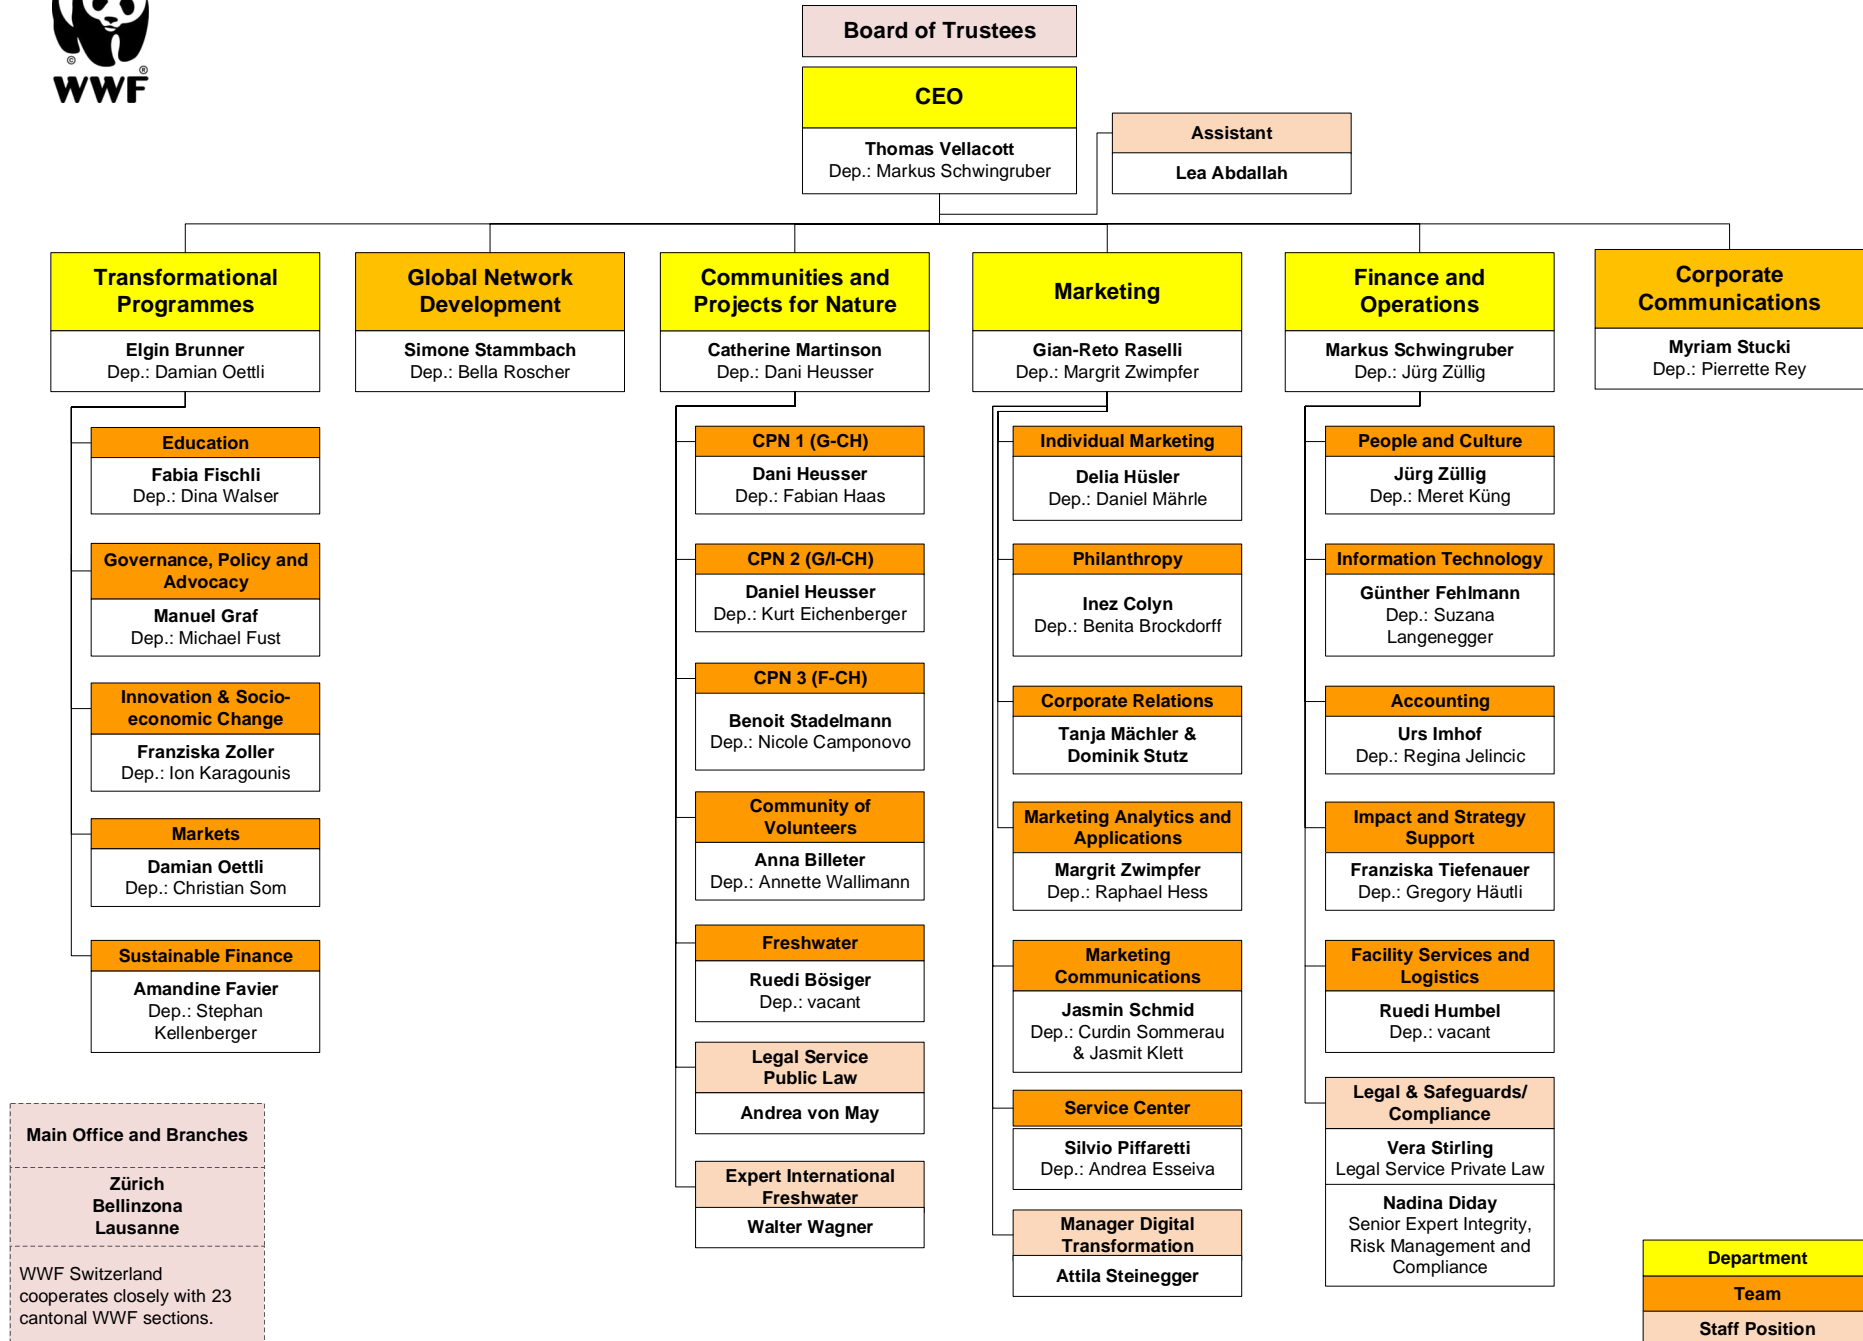 ©
WWF
®
Board of Trustees
CEO
Thomas Vellacott
Dep.: Markus Schwingruber
Assistant
Lea Abdallah
Transformational
Programmes
Elgin Brunner
Dep.: Damian Oettli
Global Network
Development
Simone Stammbach
Dep.: Bella Roscher
Communities and
Projects for Nature
Catherine Martinson
Dep.: Dani Heusser
Marketing
Gian-Reto Raselli
Dep.: Margrit Zwimpfer
Finance and
Operations
Markus Schwingruber
Dep.: Jürg Züllig
Corporate
Communications
Myriam Stucki
Dep.: Pierrette Rey
Education
Fabia Fischli
Dep.: Dina Walser
Governance, Policy and
Advocacy
Manuel Graf
Dep.: Michael Fust
Innovation & Socio-
economic Change
Franziska Zoller
Dep.: Ion Karagounis
Markets
Damian Oettli
Dep.: Christian Som
Sustainable Finance
Amandine Favier
Dep.: Stephan
Kellenberger
CPN 1 (G-CH)
Dani Heusser
Dep.: Fabian Haas
CPN 2 (G/I-CH)
Daniel Heusser
Dep.: Kurt Eichenberger
CPN 3 (F-CH)
Benoit Stadelmann
Dep.: Nicole Camponovo
Community of
Volunteers
Anna Billeter
Dep.: Annette Wallimann
Freshwater
Ruedi Bösiger
Dep.: vacant
Legal Service
Public Law
Andrea von May
Expert International
Freshwater
Walter Wagner
Individual Marketing
Delia Hüsler
Dep.: Daniel Mährle
Philanthropy
Inez Colyn
Dep.: Benita Brockdorff
Corporate Relations
Tanja Mächler &
Dominik Stutz
Marketing Analytics and
Applications
Margrit Zwimpfer
Dep.: Raphael Hess
Marketing
Communications
Jasmin Schmid
Dep.: Curdin Sommerau
& Jasmit Klett
Service Center
Silvio Piffaretti
Dep.: Andrea Esseiva
Manager Digital
Transformation
Attila Steinegger
People and Culture
Jürg Züllig
Dep.: Meret Küng
Information Technology
Günther Fehlmann
Dep.: Suzana
Langenegger
Accounting
Urs Imhof
Dep.: Regina Jelincic
Impact and Strategy
Support
Franziska Tiefenauer
Dep.: Gregory Häutli
Facility Services and
Logistics
Ruedi Humbel
Dep.: vacant
Legal & Safeguards/
Compliance
Vera Stirling
Legal Service Private Law
Nadina Diday
Senior Expert Integrity,
Risk Management and
Compliance
Main Office and Branches
Zürich
Bellinzona
Lausanne
WWF Switzerland
cooperates closely with 23
cantonal WWF sections.
Department
Team
Staff Position